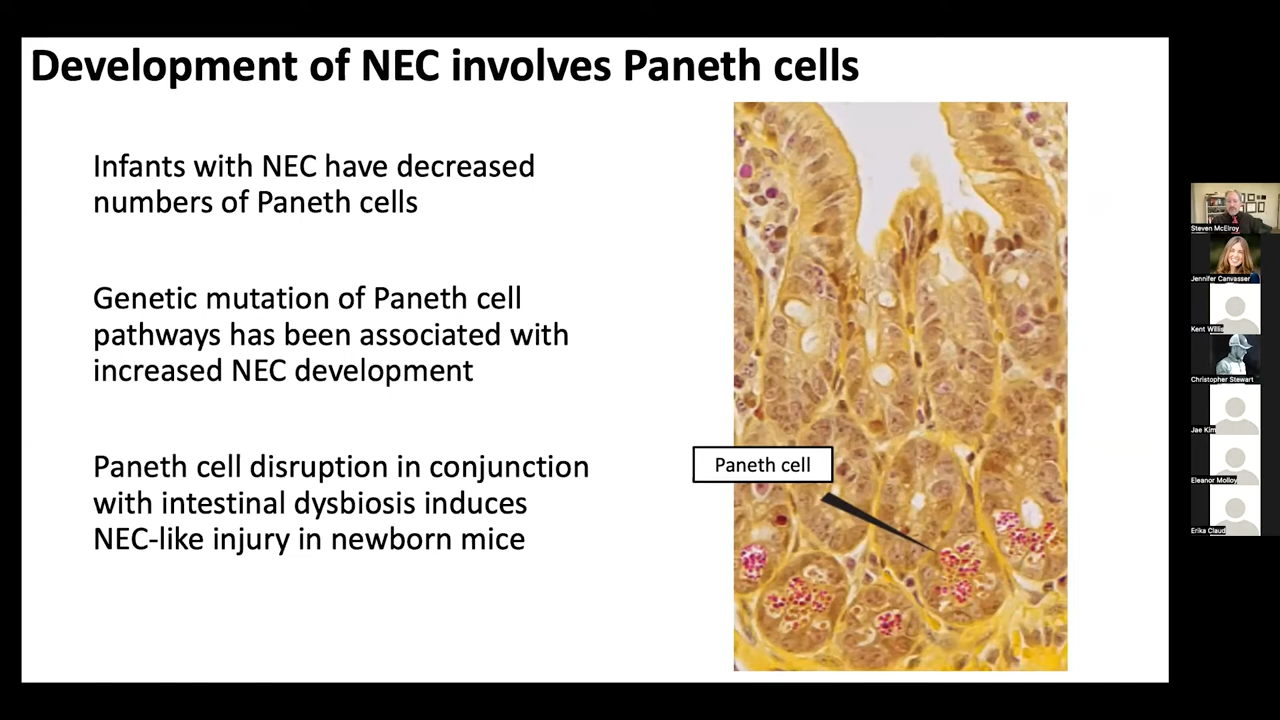 Development of NEC involves Paneth cells
Infants with NEC have decreased
numbers of Paneth cells
Genetic mutation of Paneth cell
pathways has been associated with
increased NEC development
Paneth cell disruption in conjunction
with intestinal dysbiosis induces
NEC-like injury in newborn mice
Paneth cell
Steven McElroy
Jennifer Canvasser
Kent Willis
Christopher Stewart
Jae Kim
Eleanor Molloy
Erika Claud